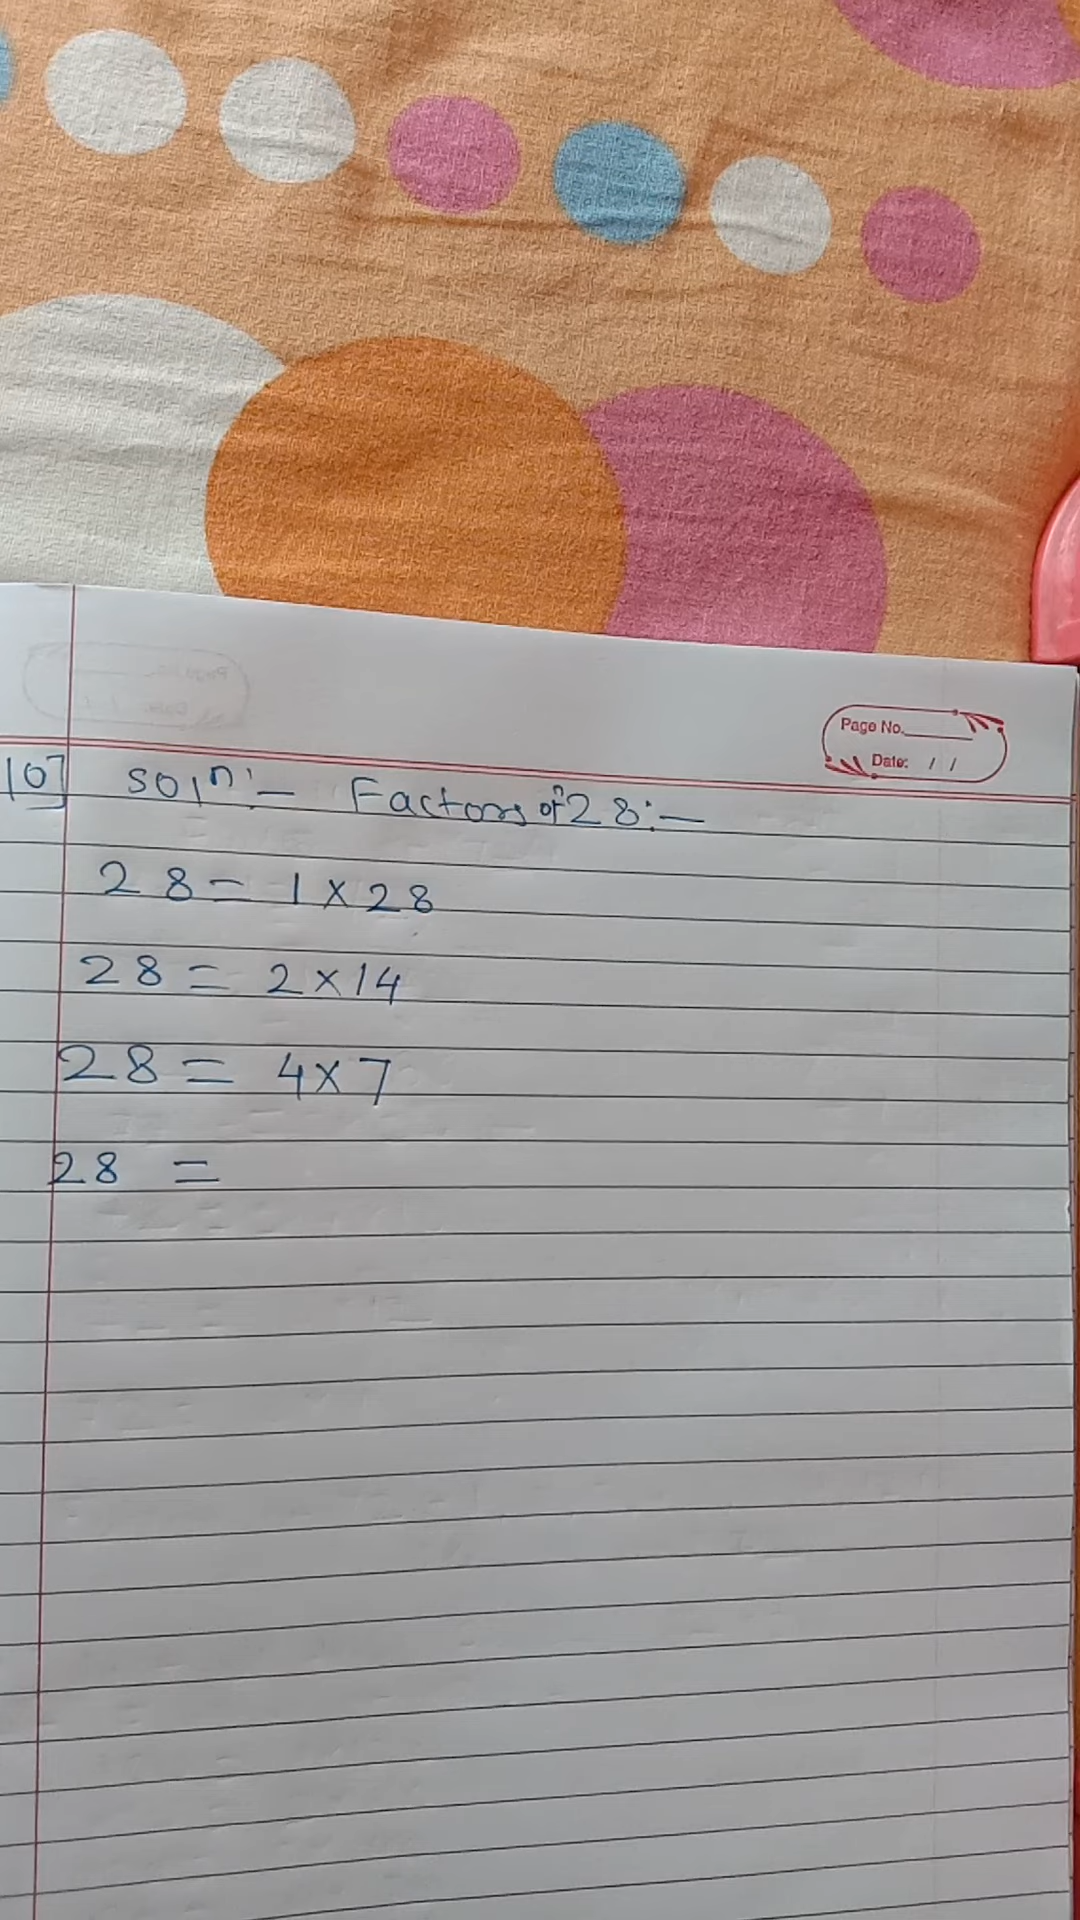 Page No.
Date: / /
10] soln:- Factors of 28:-
28 = 1 x 28
28 = 2 x 14
28 = 4 x 7
28 =